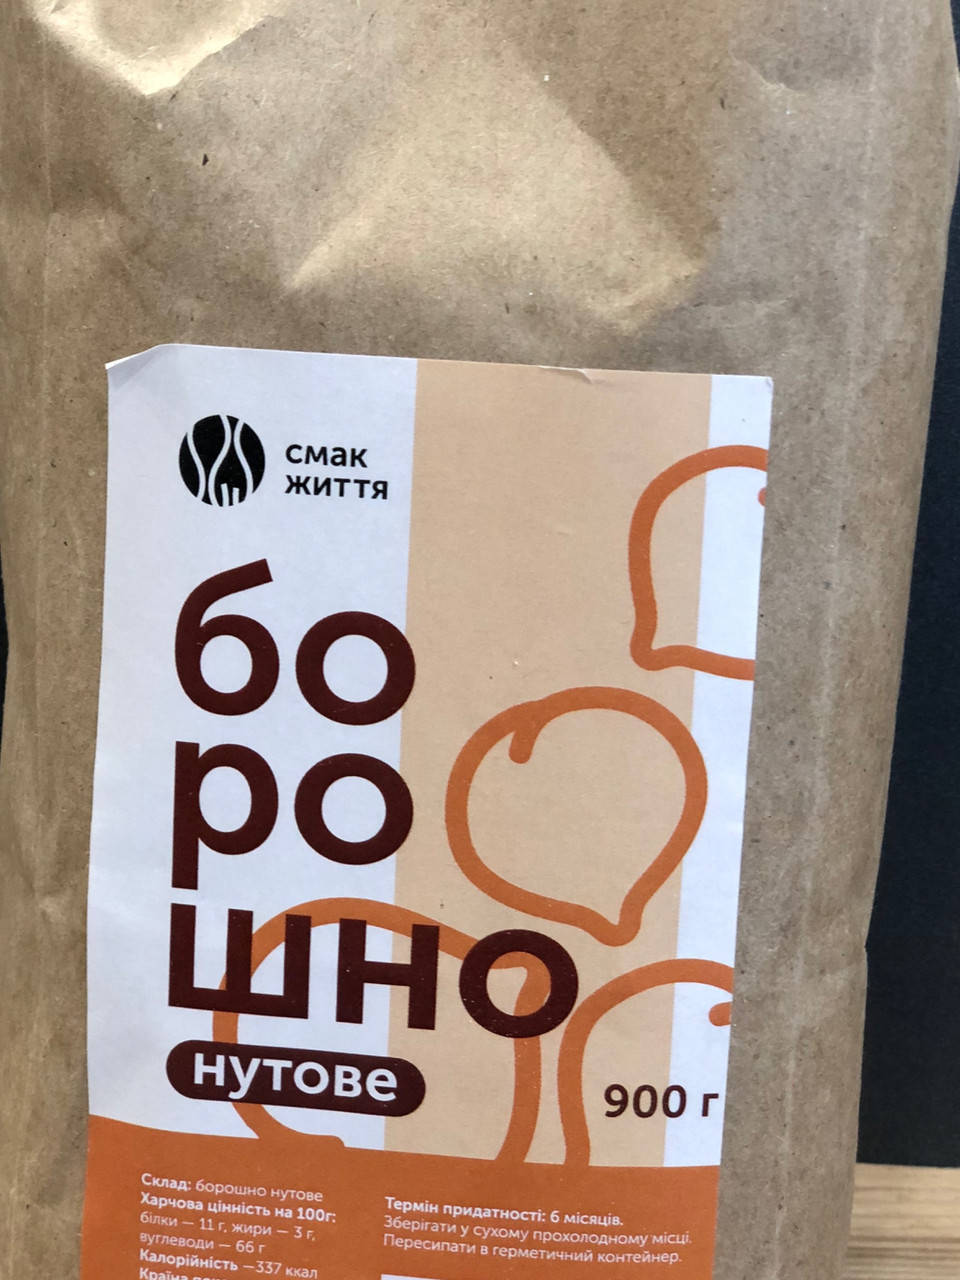 смак
життя
бо
ро
шно
нутове
900 г
Склад: борошно нутове
Харчова цінність на 100г:
білки — 11 г, жири — 3 г,
вуглеводи — 66 г
Калорійність —337 ккал
Країна
Термін придатності: 6 місяців.
Зберігати у сухому прохолодному місці.
Пересипати в герметичний контейнер.